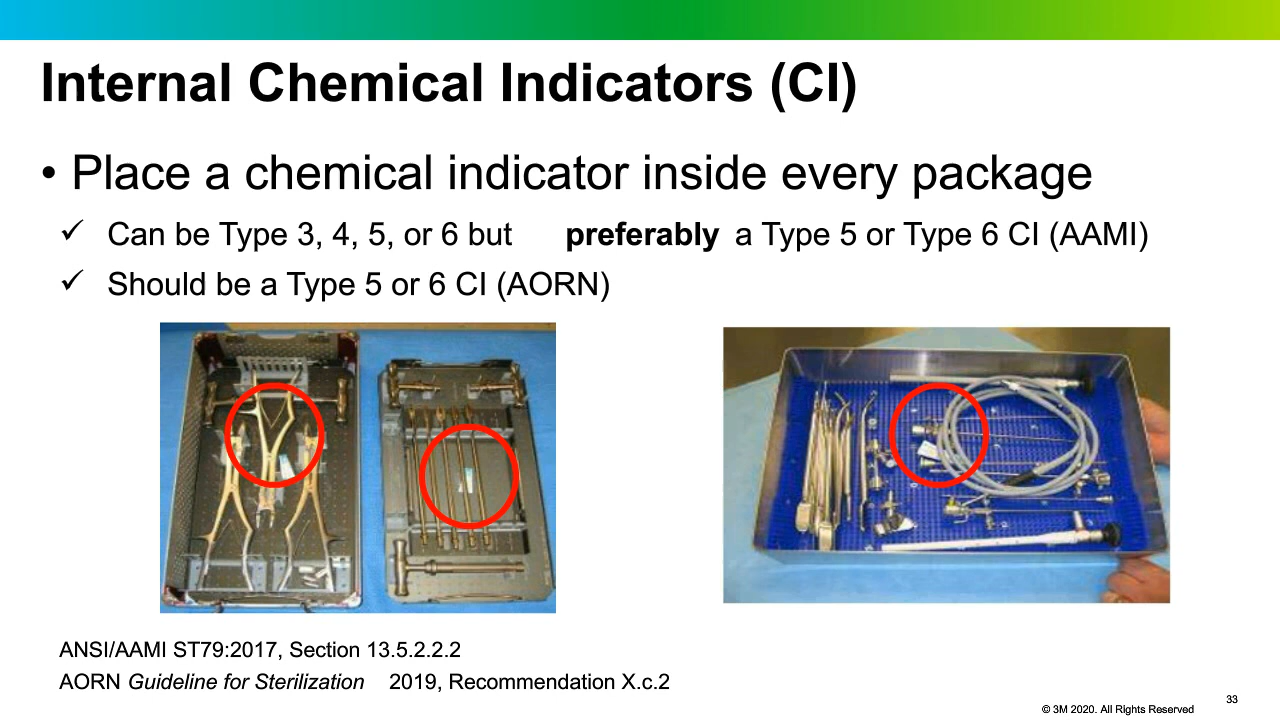 Internal Chemical Indicators (CI)
• Place a chemical indicator inside every package
✓ Can be Type 3, 4, 5, or 6 but preferably a Type 5 or Type 6 CI (AAMI)
✓ Should be a Type 5 or 6 CI (AORN)
ANSI/AAMI ST79:2017, Section 13.5.2.2.2
AORN Guideline for Sterilization 2019, Recommendation X.c.2
33
© 3M 2020. All Rights Reserved